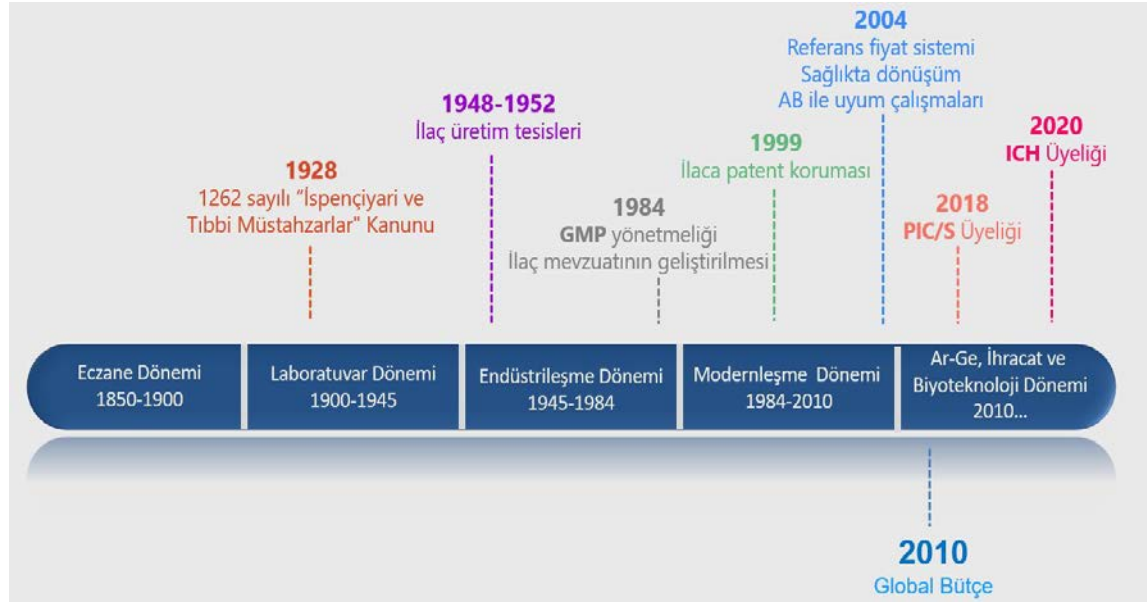 1928
1262 sayılı “İspençiyari ve
Tıbbi Müstahzarlar" Kanunu
1948-1952
İlaç üretim tesisleri
1984
GMP yönetmeliği
İlaç mevzuatının geliştirilmesi
1999
İlaca patent koruması
2004
Referans fiyat sistemi
Sağlıkta dönüşüm
AB ile uyum çalışmaları
2018
PIC/S Üyeliği
2020
ICH Üyeliği
Eczane Dönemi
1850-1900
Laboratuvar Dönemi
1900-1945
Endüstrileşme Dönemi
1945-1984
Modernleşme Dönemi
1984-2010
Ar-Ge, İhracat ve
Biyoteknoloji Dönemi
2010...
2010
Global Bütçe